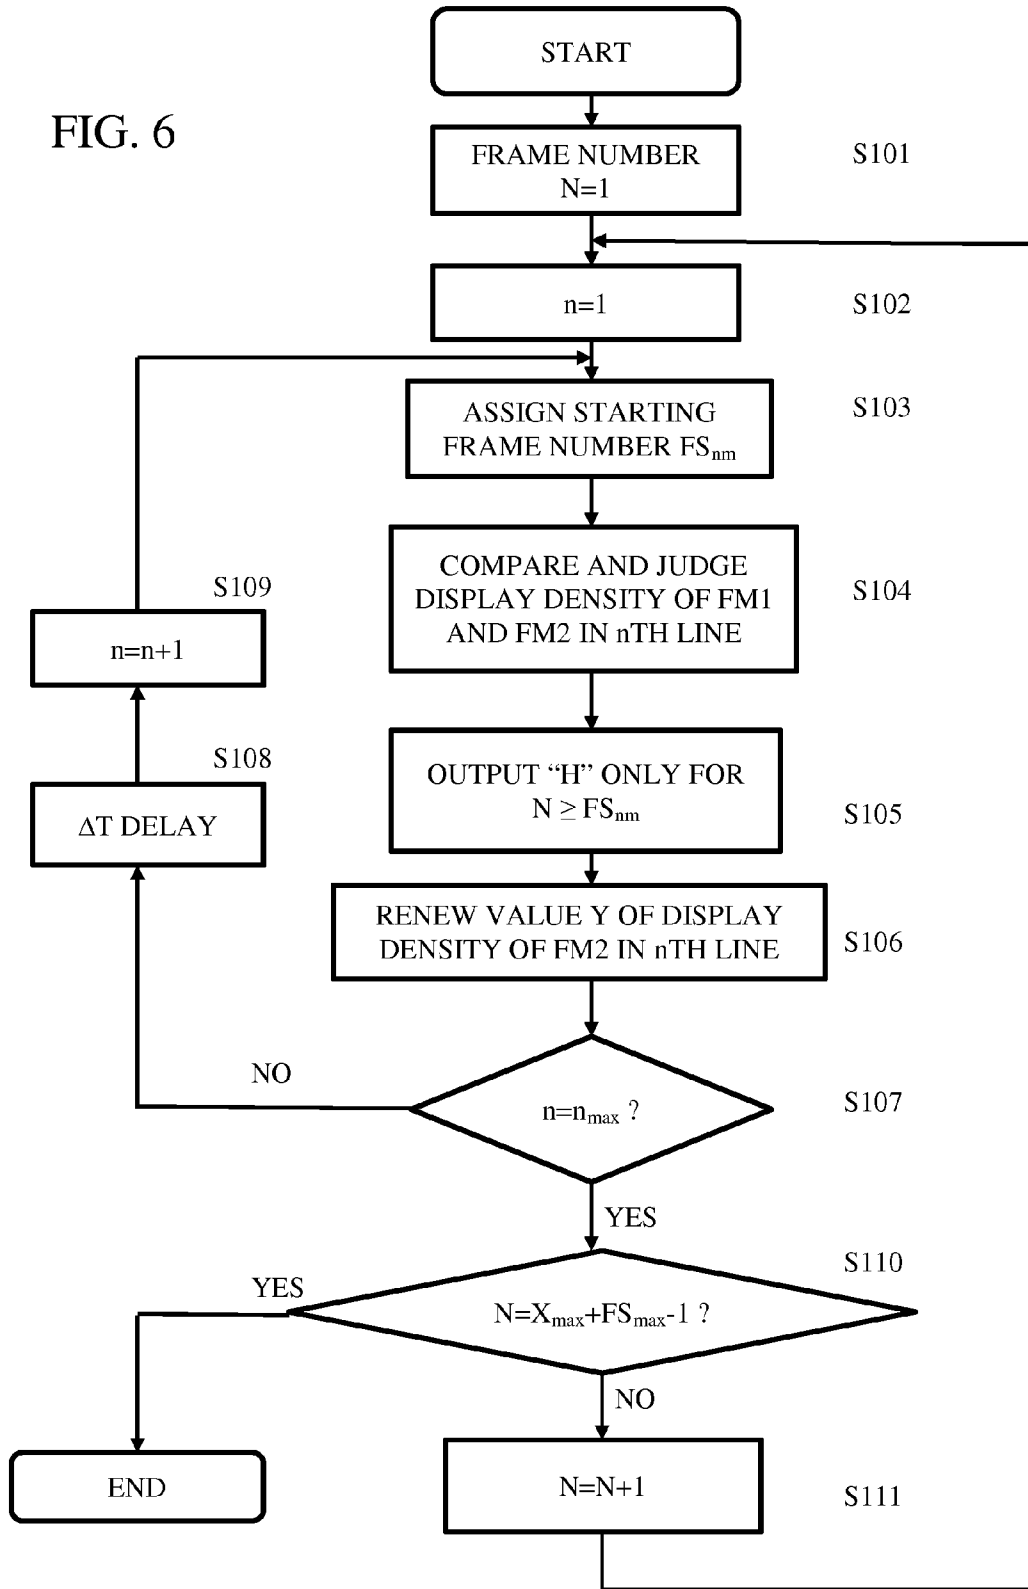 START
FIG. 6
FRAME NUMBER
N=1
S101
n=1
S102
ASSIGN STARTING
FRAME NUMBER FSnm
S103
COMPARE AND JUDGE
DISPLAY DENSITY OF FM1
AND FM2 IN nTH LINE
S104
S109
n=n+1
S108
ΔT DELAY
OUTPUT “H” ONLY FOR
N ≥ FSnm
S105
RENEW VALUE Y OF DISPLAY
DENSITY OF FM2 IN nTH LINE
S106
NO
n=nmax ?
S107
YES
S110
YES
N=Xmax+FSmax-1 ?
NO
END
N=N+1
S111